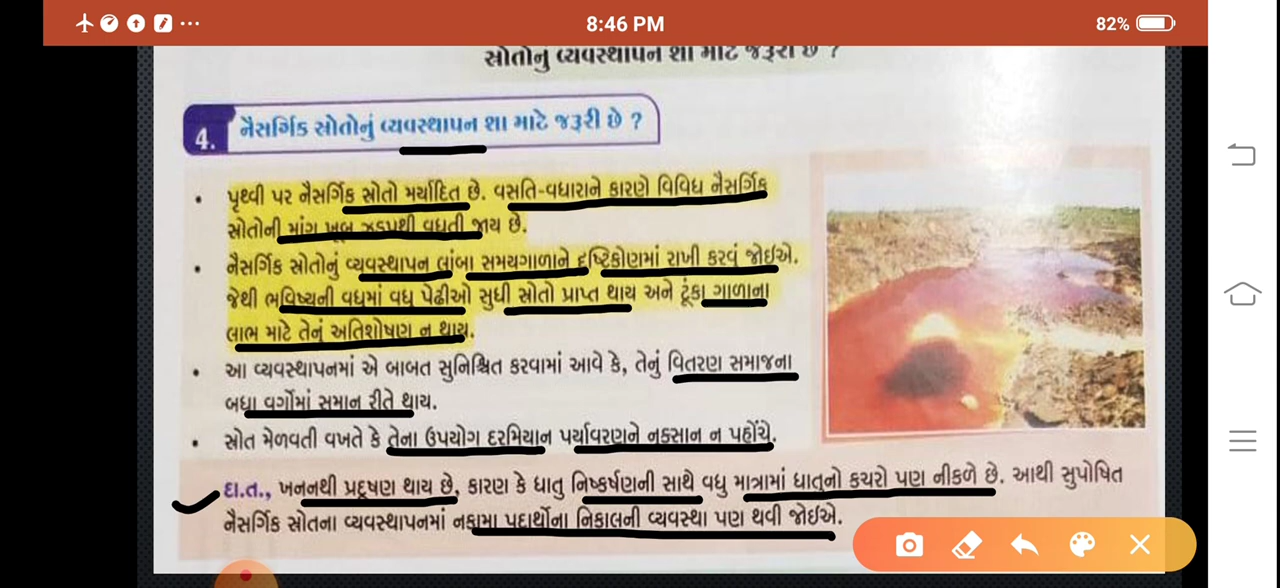 8:46 PM
82%
સોતોનું વ્યવસ્થાપન શા માટે જરૂરી છે ?
4. નૈસર્ગિક સ્રોતોનું વ્યવસ્થાપન શા માટે જરૂરી છે ?
• પૃથ્વી પર નૈસર્ગિક સ્રોતો મર્યાદિત છે. વસતિ-વધારાને કારણે વિવિધ નૈસર્ગિક
સ્રોતોની માંગ ખૂબ ઝડપથી વધતી જાય છે.
• નૈસર્ગિક સ્રોતોનું વ્યવસ્થાપન લાંબા સમયગાળાને દૃષ્ટિકોણમાં રાખી કરવું જોઈએ.
જેથી ભવિષ્યની વધુમાં વધુ પેઢીઓ સુધી સ્રોતો પ્રાપ્ત થાય અને ટૂંકા ગાળાના
લાભ માટે તેનું અતિશોષણ ન થાય.
• આ વ્યવસ્થાપનમાં એ બાબત સુનિશ્ચિત કરવામાં આવે કે, તેનું વિતરણ સમાજના
બધા વર્ગોમાં સમાન રીતે થાય.
• સ્રોત મેળવતી વખતે કે તેના ઉપયોગ દરમિયાન પર્યાવરણને નુક્સાન ન પહોંચે.
દા.ત., ખનનથી પ્રદૂષણ થાય છે, કારણ કે ધાતુ નિષ્કર્ષણની સાથે વધુ માત્રામાં ધાતુનો કચરો પણ નીકળે છે. આથી સુપોષિત
નૈસર્ગિક સ્રોતના વ્યવસ્થાપનમાં નકામા પદાર્થોના નિકાલની વ્યવસ્થા પણ થવી જોઈએ.